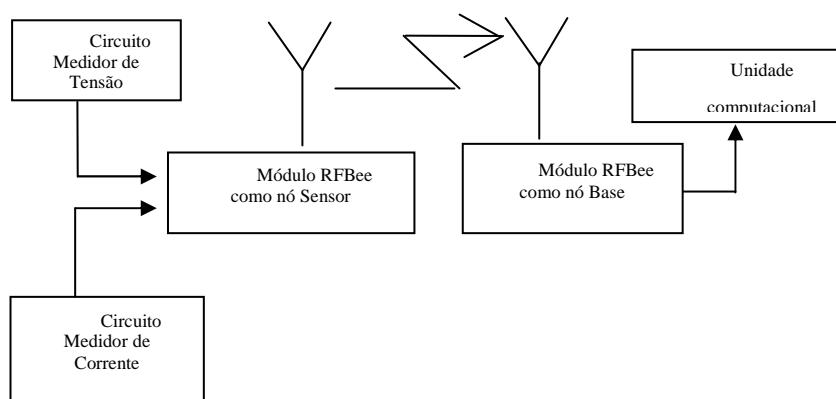 Circuito
Medidor de
Tensão
Unidade
computacional
Módulo RFBee
como nó Sensor
Módulo RFBee
como nó Base
Circuito
Medidor de
Corrente